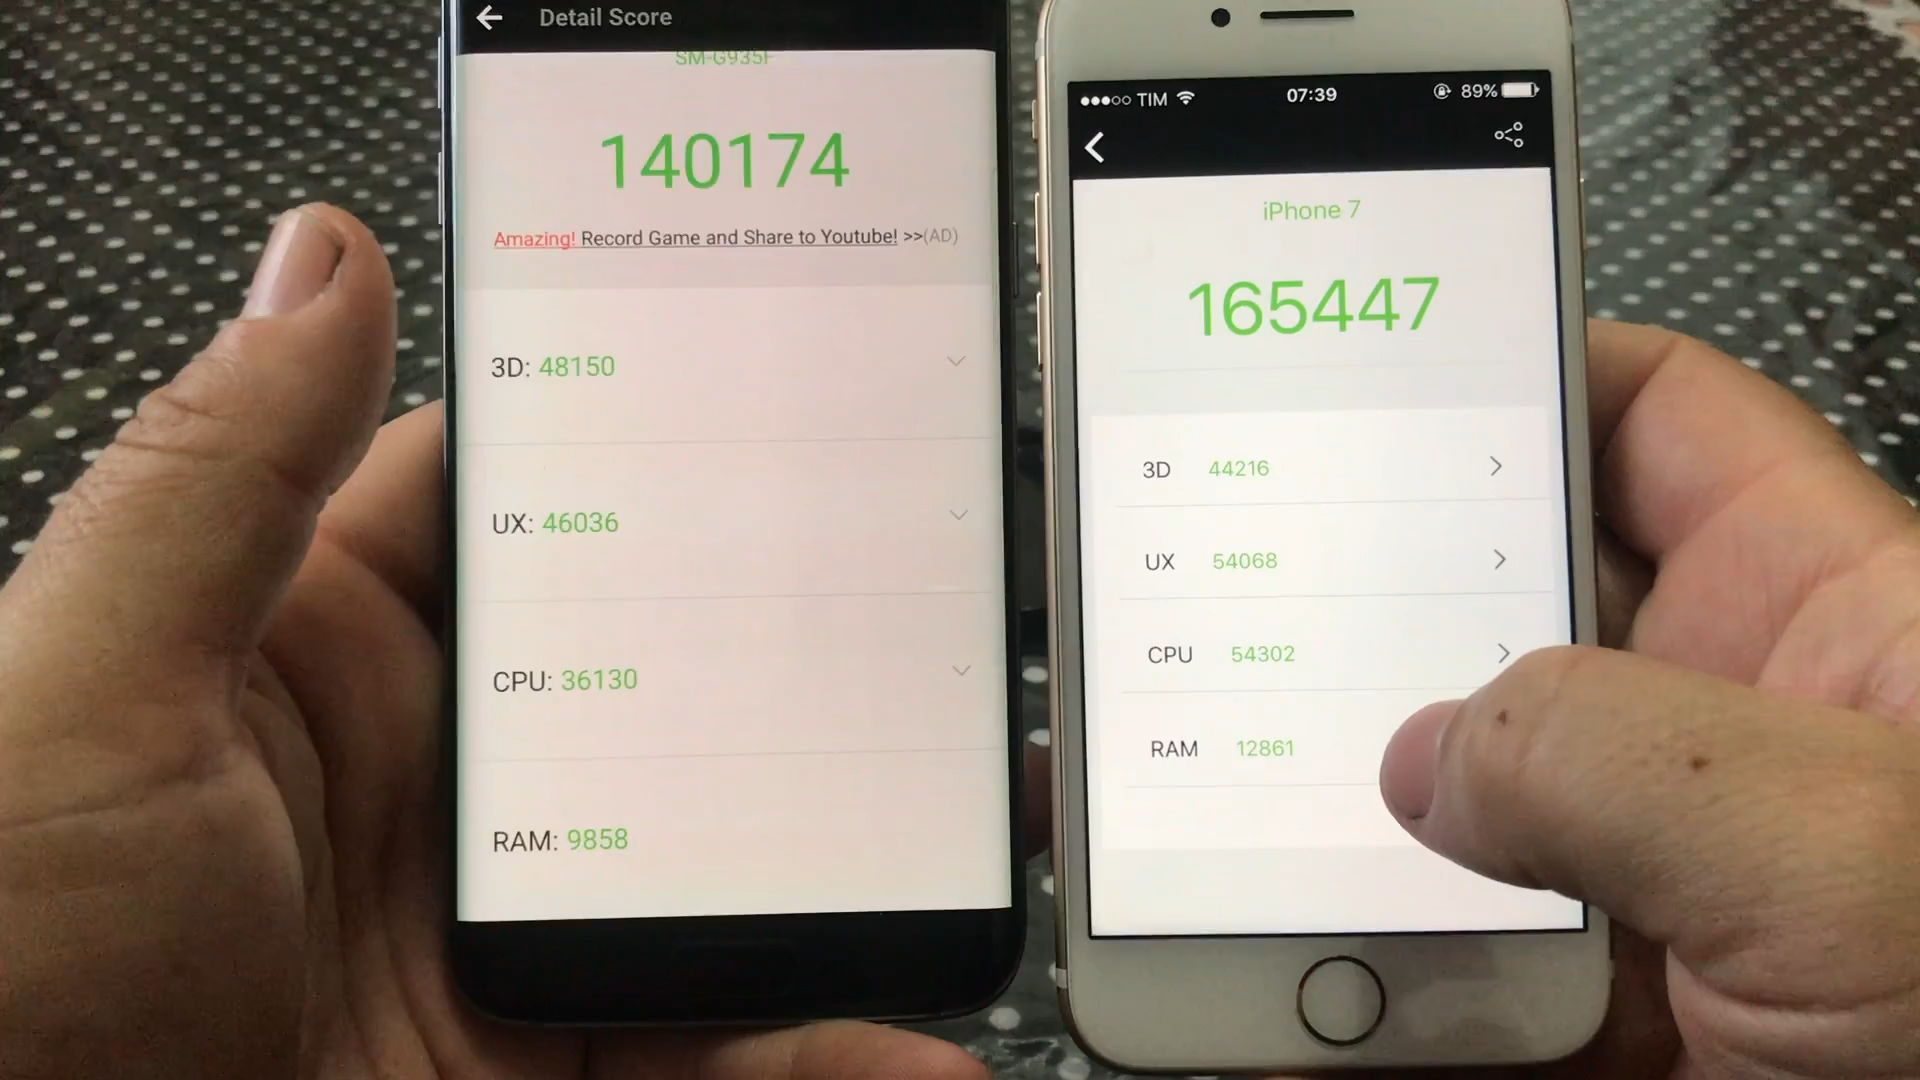 Detail Score
SM-G935F
140174
Amazing! Record Game and Share to Youtube! >>(AD)
3D: 48150
UX: 46036
CPU: 36130
RAM: 9858
TIM 07:39 89%
iPhone 7
165447
3D 44216
UX 54068
CPU 54302
RAM 12861